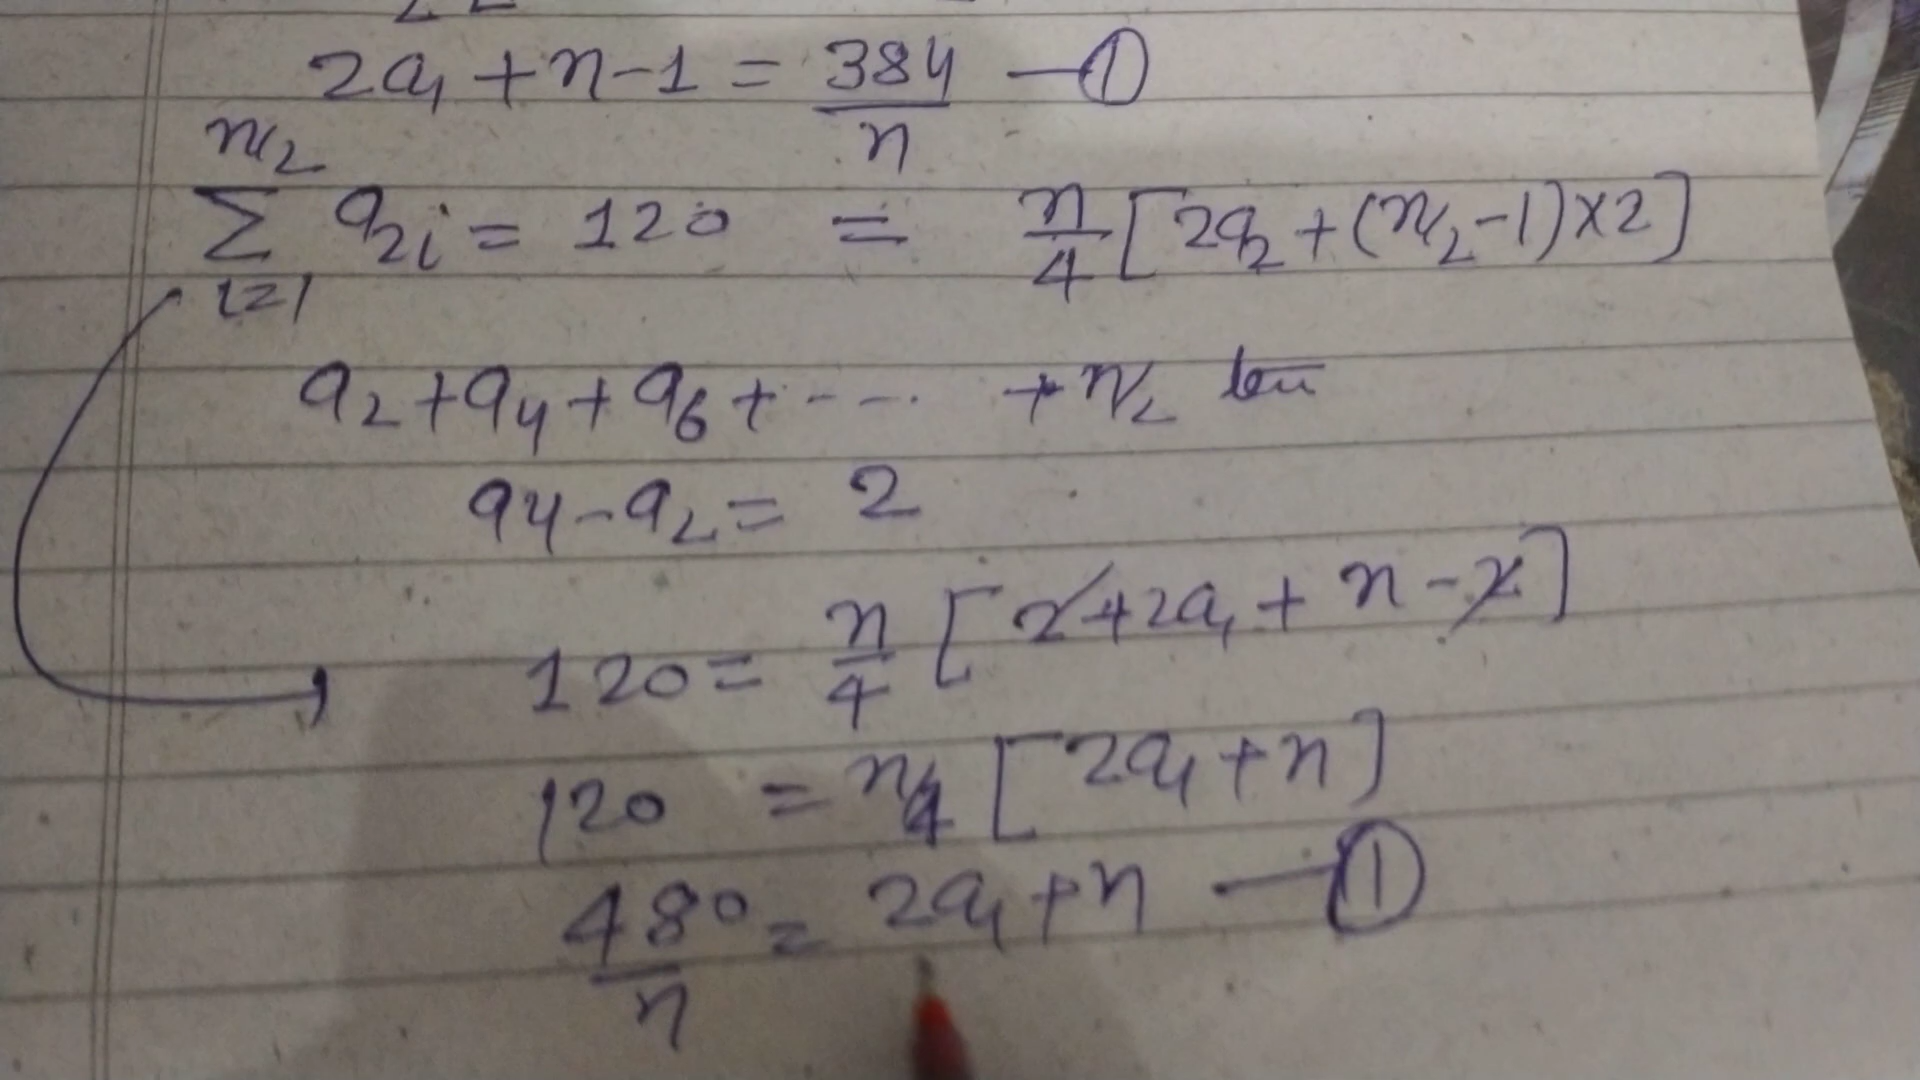 2a₁ + n - 1 = 384/n — ①
n/2
∑ a₂ᵢ = 120 = n/4 [2a₂ + (n/2 - 1) × 2]
i=1
a₂ + a₄ + a₆ + - - - . + n/2
a₄ - a₂ = 2
120 = n/4 [2 + 2a₁ + n - 2]
120 = n/4 [2a₁ + n]
480/n = 2a₁ + n — ①